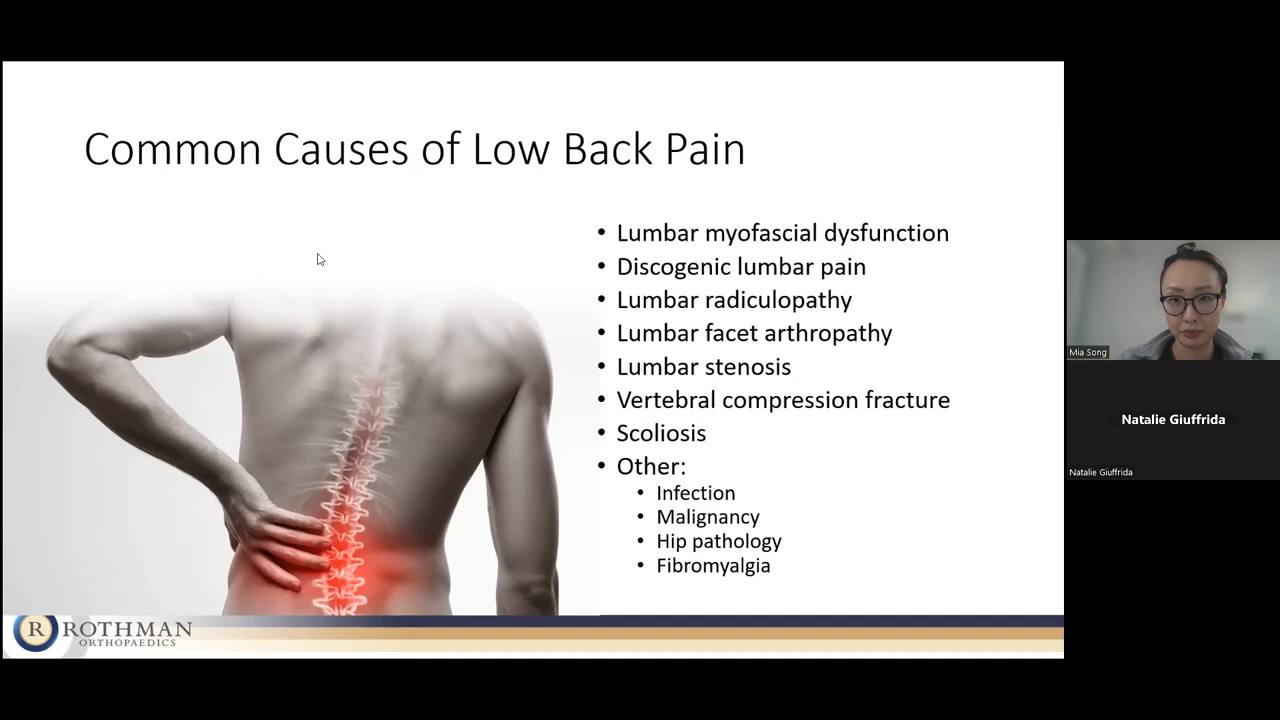 Common Causes of Low Back Pain
• Lumbar myofascial dysfunction
• Discogenic lumbar pain
• Lumbar radiculopathy
• Lumbar facet arthropathy
• Lumbar stenosis
• Vertebral compression fracture
• Scoliosis
• Other:
• Infection
• Malignancy
• Hip pathology
• Fibromyalgia
R ROTHMAN
ORTHOPAEDICS
Mia Song
Natalie Giuffrida
Natalie Giuffrida